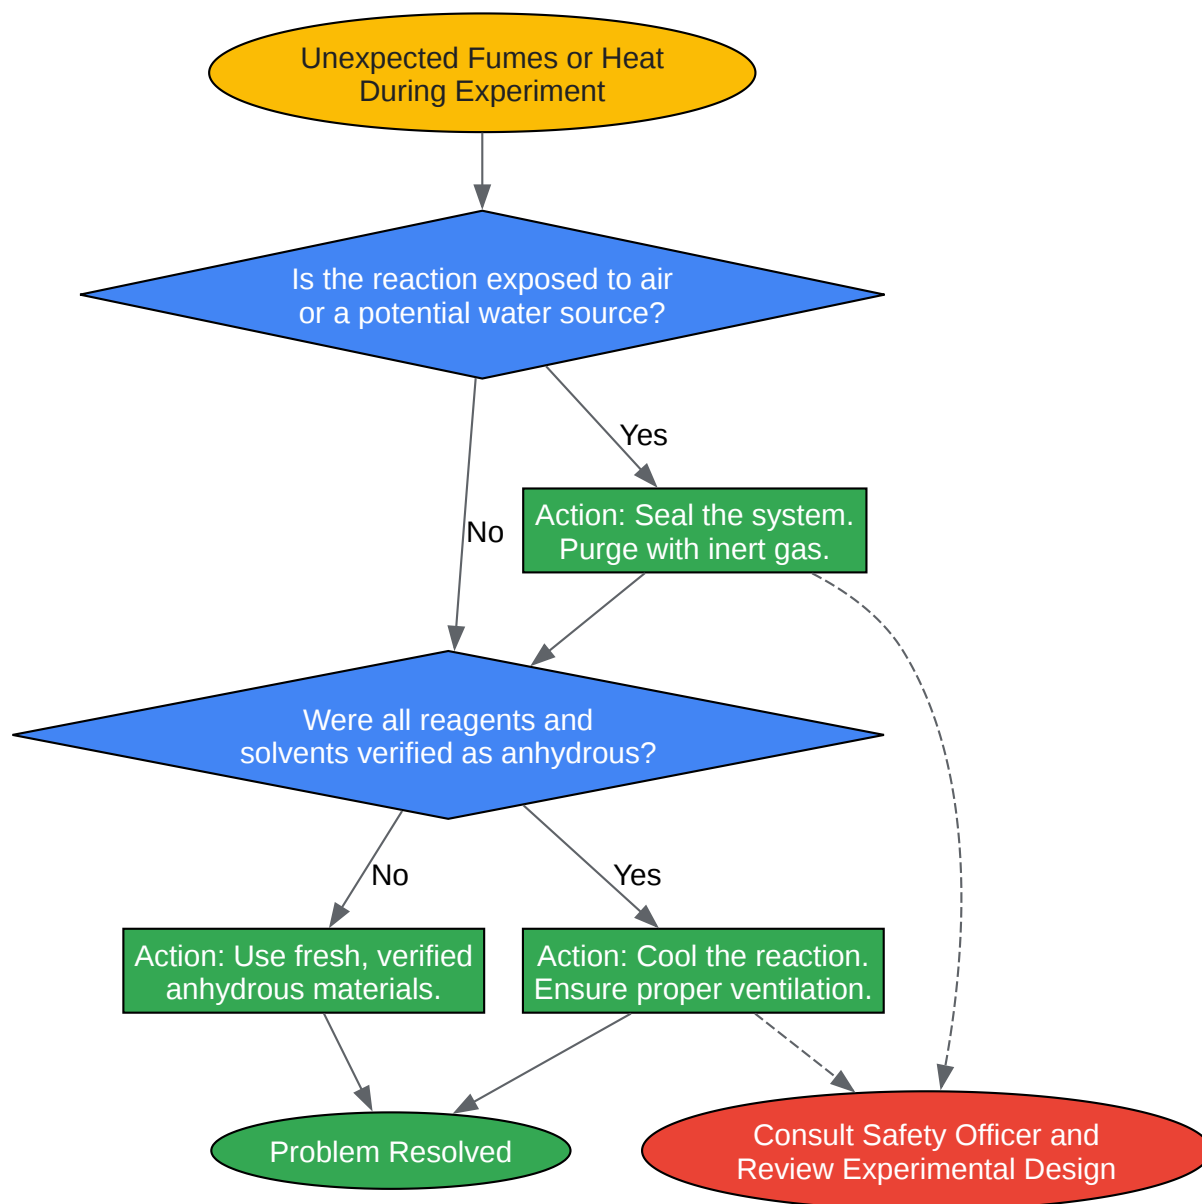 Unexpected Fumes or Heat
During Experiment
Is the reaction exposed to air
or a potential water source?
Yes
Action: Seal the system.
Purge with inert gas.
No
Were all reagents and
solvents verified as anhydrous?
No
Yes
Action: Use fresh, verified
anhydrous materials.
Action: Cool the reaction.
Ensure proper ventilation.
Problem Resolved
Consult Safety Officer and
Review Experimental Design